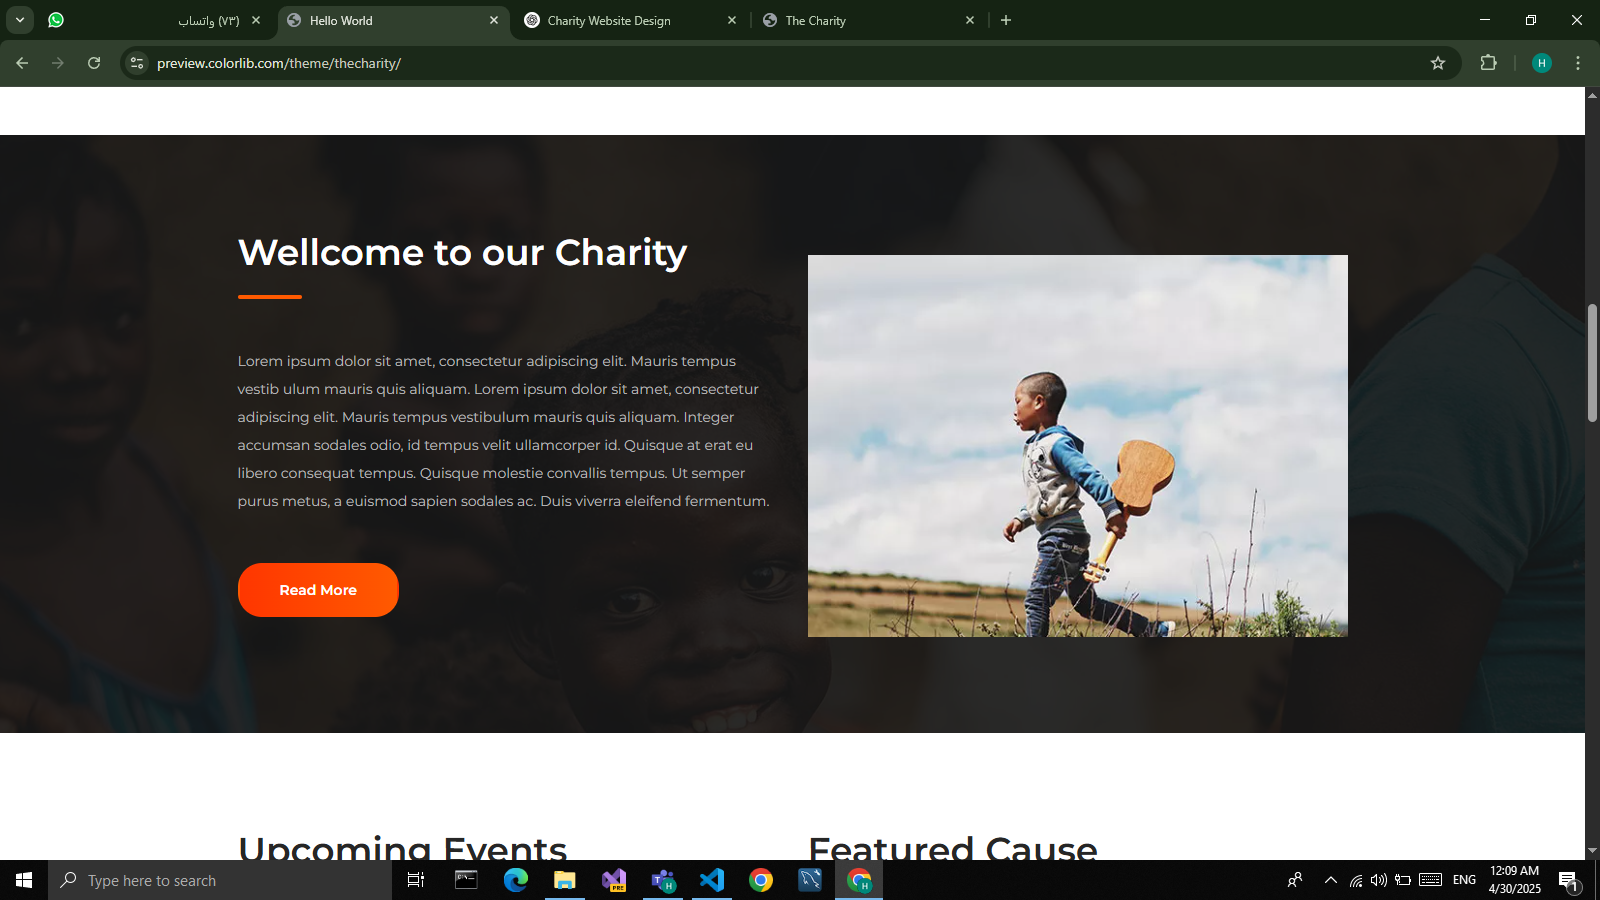 واتساب (٧٣)
Hello World
Charity Website Design
The Charity
preview.colorlib.com/theme/thecharity/
H
Wellcome to our Charity
Lorem ipsum dolor sit amet, consectetur adipiscing elit. Mauris tempus
vestib ulum mauris quis aliquam. Lorem ipsum dolor sit amet, consectetur
adipiscing elit. Mauris tempus vestibulum mauris quis aliquam. Integer
accumsan sodales odio, id tempus velit ullamcorper id. Quisque at erat eu
libero consequat tempus. Quisque molestie convallis tempus. Ut semper
purus metus, a euismod sapien sodales ac. Duis viverra eleifend fermentum.
Read More
Upcoming Events
Featured Cause
Type here to search
PRE
T
H
H
ENG
12:09 AM
4/30/2025
1